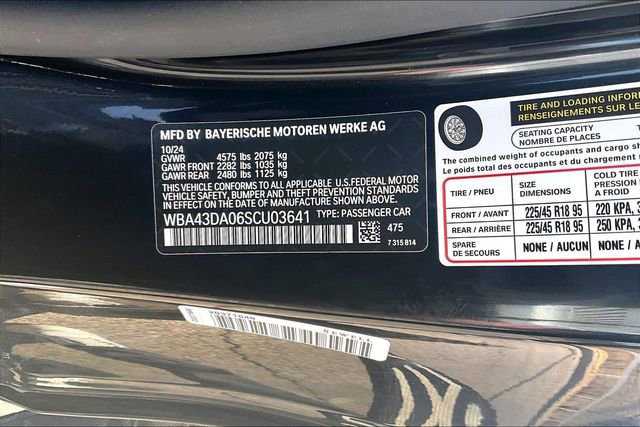 MFD BY BAYERISCHE MOTOREN WERKE AG
10/24
GVWR 4575 lbs 2075 kg
GAWR FRONT 2282 lbs 1035 kg
GAWR REAR 2480 lbs 1125 kg
THIS VEHICLE CONFORMS TO ALL APPLICABLE U.S. FEDERAL MOTOR
VEHICLE SAFETY, BUMPER AND THEFT PREVENTION STANDARDS
IN EFFECT ON THE DATE OF MANUFACTURE SHOWN ABOVE.
WBA43DA06SCU03641 TYPE: PASSENGER CAR
475
7 315 814
TIRE AND LOADING INFOR
RENSEIGNEMENTS SUR LE
SEATING CAPACITY
NOMBRE DE PLACES
The combined weight of occupants and cargo sh
Le poids total des occupants et du chargement
TIRE / PNEU SIZE DIMENSIONS COLD TI PRESSION
FRONT / AVANT 225/45 R18 95 220 KPA, 3
REAR / ARRIÈRE 225/45 R18 95 250 KPA, 3
SPARE DE SECOURS NONE / AUCUN NONE / A
20371840
SEWELL